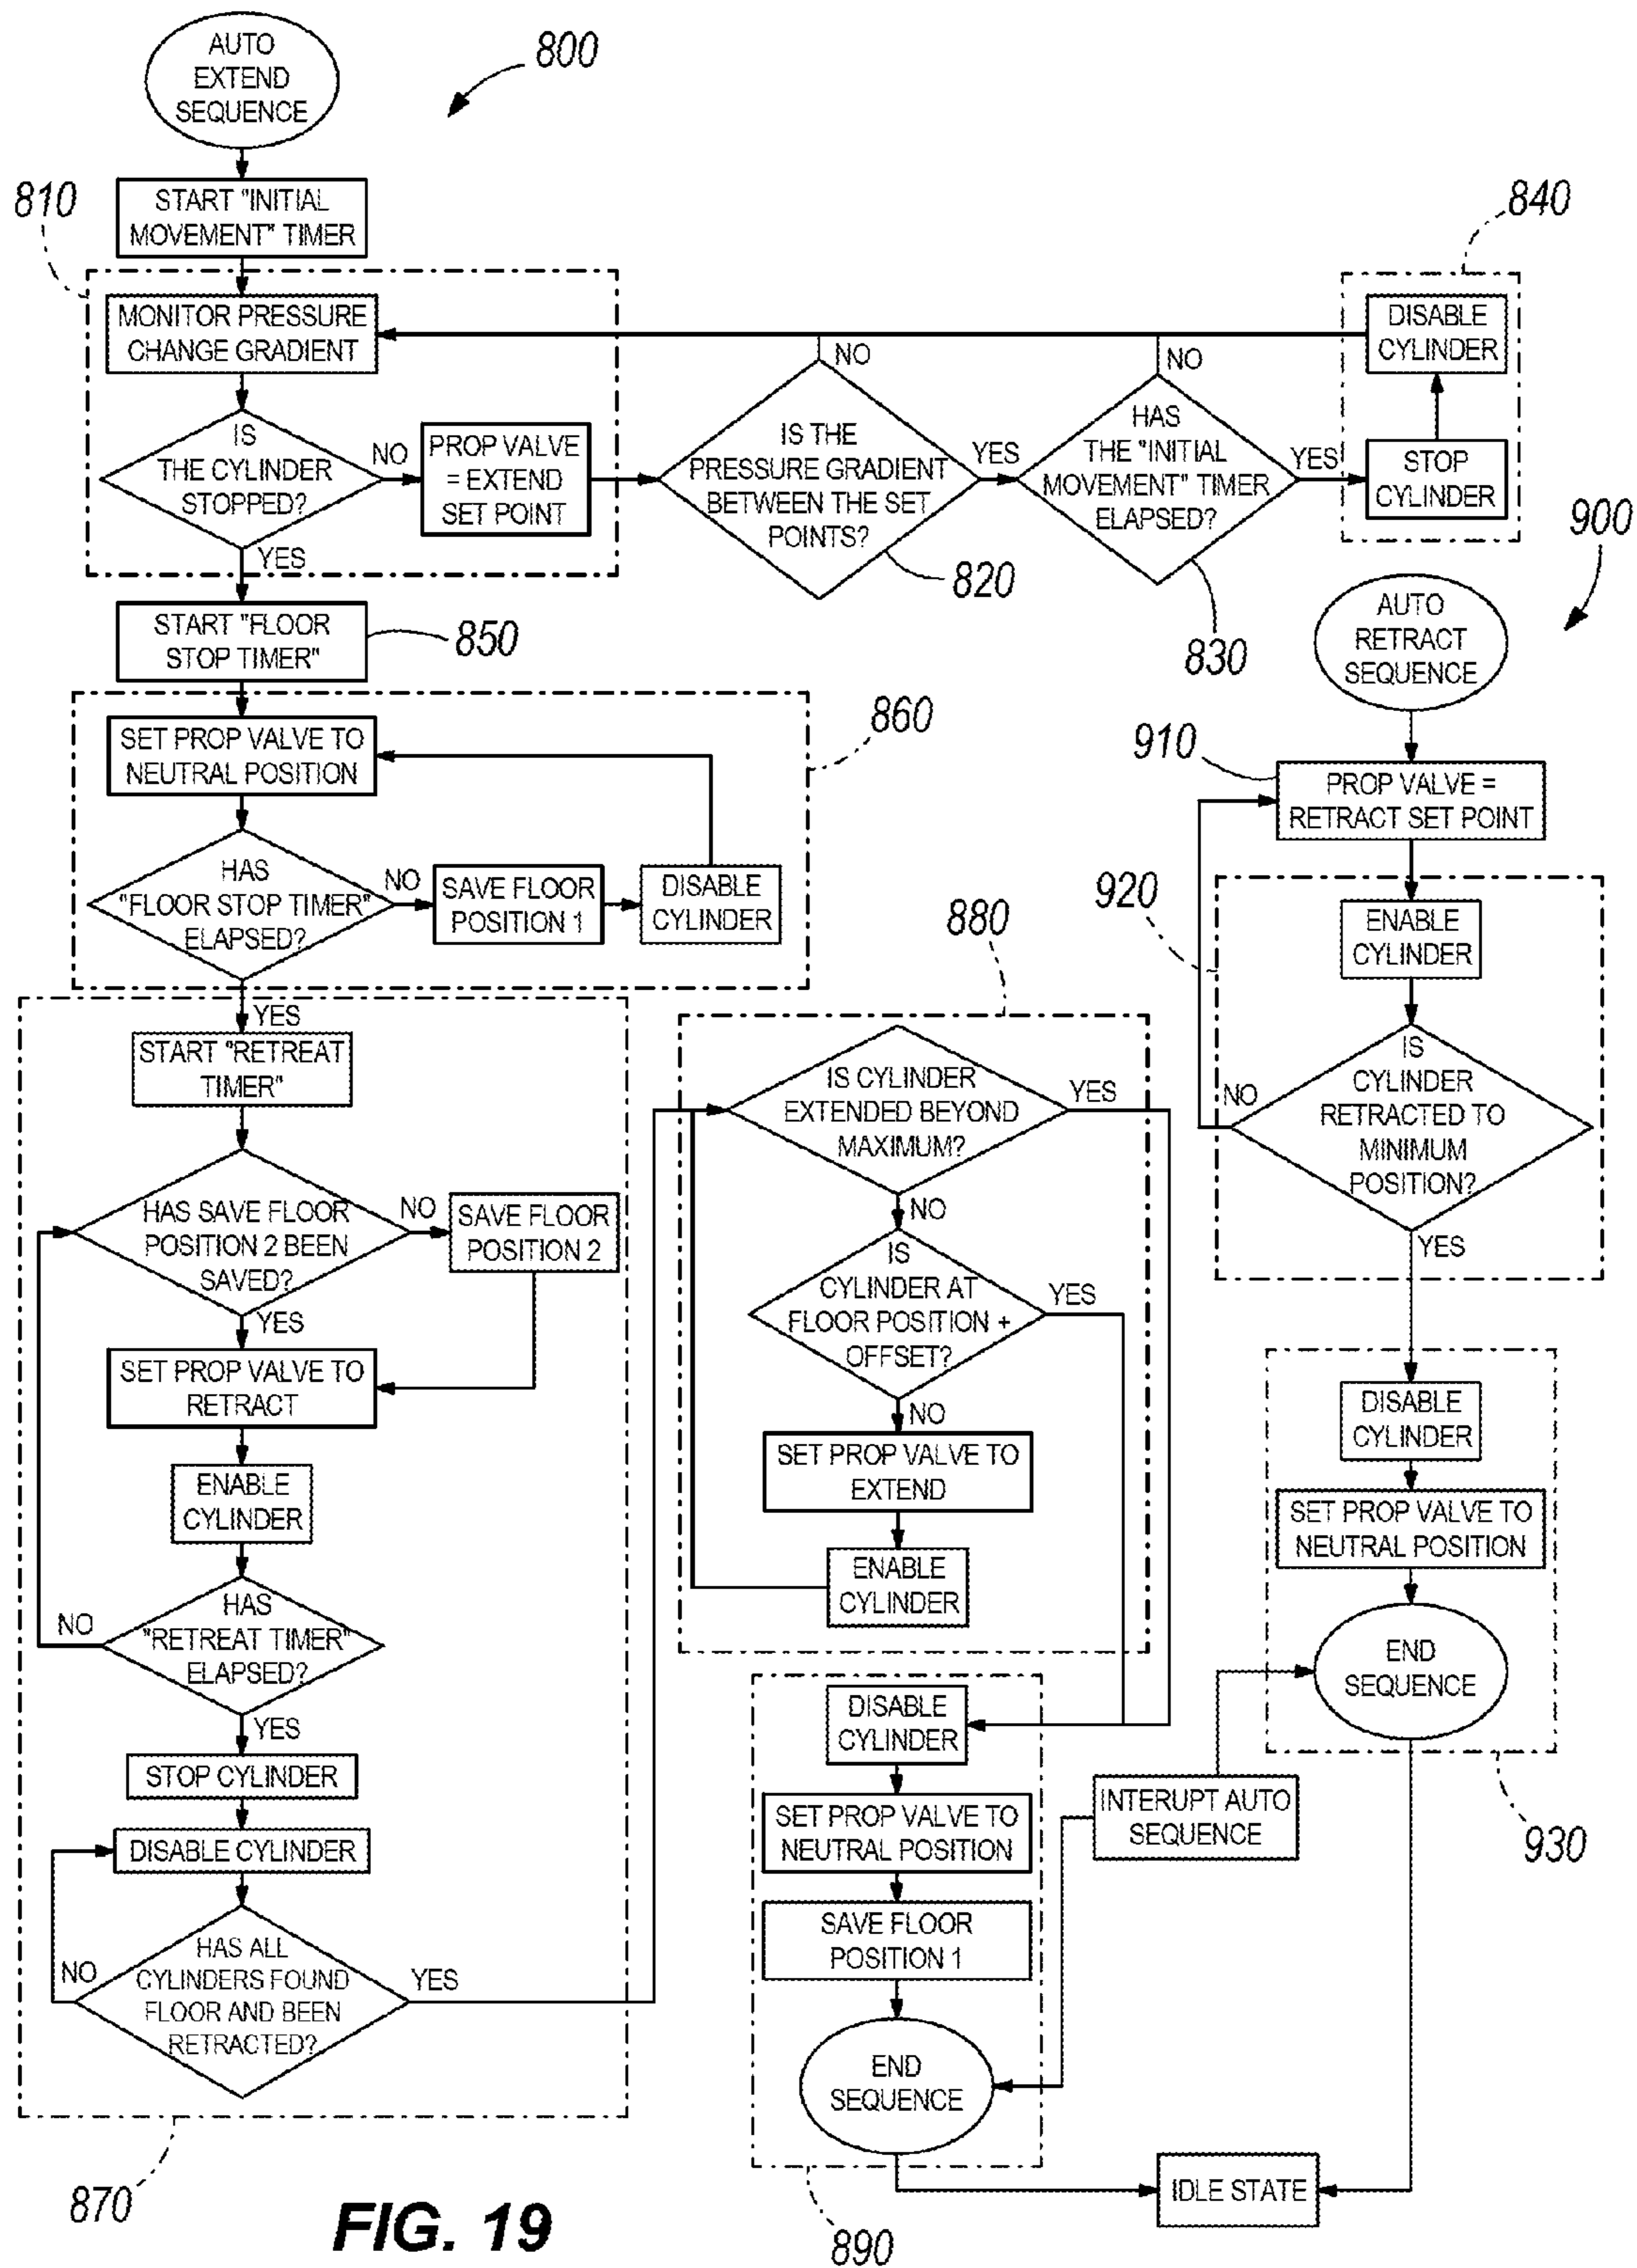 AUTO
EXTEND
SEQUENCE
800
START "INITIAL
MOVEMENT" TIMER
810
MONITOR PRESSURE
CHANGE GRADIENT
IS
THE CYLINDER
STOPPED?
NO
YES
PROP VALVE
= EXTEND
SET POINT
NO
IS THE
PRESSURE GRADIENT
BETWEEN THE SET
POINTS?
YES
820
NO
HAS
THE "INITIAL
MOVEMENT" TIMER
ELAPSED?
YES
830
840
DISABLE
CYLINDER
STOP
CYLINDER
START "FLOOR
STOP TIMER"
850
860
SET PROP VALVE TO
NEUTRAL POSITION
HAS
"FLOOR STOP TIMER"
ELAPSED?
NO
SAVE FLOOR
POSITION 1
DISABLE
CYLINDER
YES
START "RETREAT
TIMER"
HAS SAVE FLOOR
POSITION 2 BEEN
SAVED?
NO
SAVE FLOOR
POSITION 2
YES
SET PROP VALVE TO
RETRACT
ENABLE
CYLINDER
HAS
"RETREAT TIMER"
ELAPSED?
NO
YES
STOP CYLINDER
DISABLE CYLINDER
HAS ALL
CYLINDERS FOUND
FLOOR AND BEEN
RETRACTED?
NO
YES
870
880
IS CYLINDER
EXTENDED BEYOND
MAXIMUM?
YES
NO
IS
CYLINDER AT
FLOOR POSITION +
OFFSET?
YES
NO
SET PROP VALVE TO
EXTEND
ENABLE
CYLINDER
DISABLE
CYLINDER
SET PROP VALVE TO
NEUTRAL POSITION
SAVE FLOOR
POSITION 1
END
SEQUENCE
890
900
AUTO
RETRACT
SEQUENCE
910
PROP VALVE =
RETRACT SET POINT
920
ENABLE
CYLINDER
IS
CYLINDER
RETRACTED TO
MINIMUM
POSITION?
NO
YES
DISABLE
CYLINDER
SET PROP VALVE TO
NEUTRAL POSITION
END
SEQUENCE
930
INTERUPT AUTO
SEQUENCE
IDLE STATE
FIG. 19